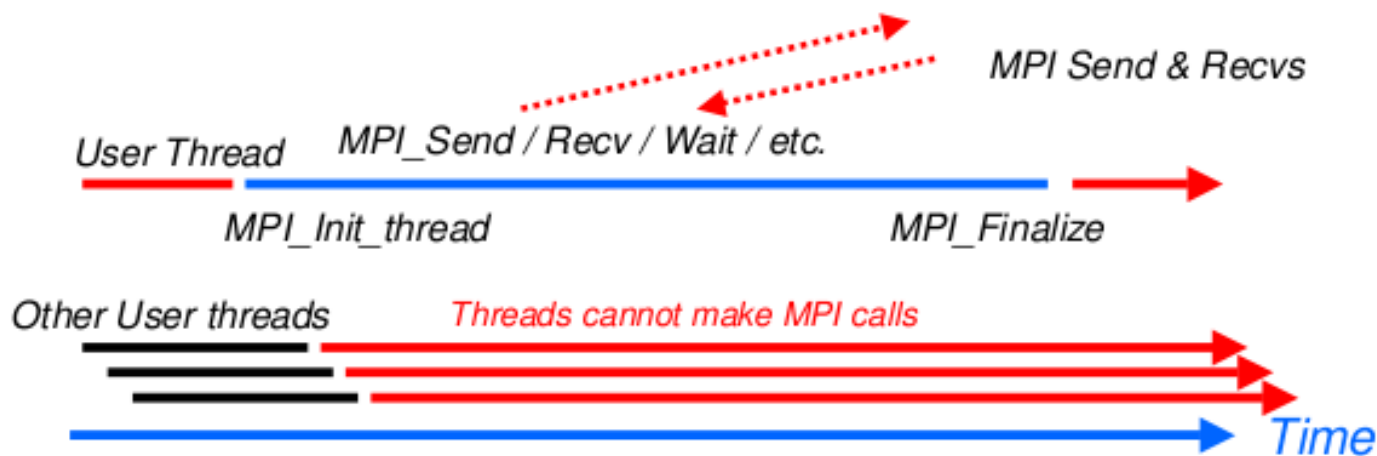 MPI Send & Recvs
User Thread
MPI_Send / Recv / Wait / etc.
MPI_Init_thread
MPI_Finalize
Other User threads
Threads cannot make MPI calls
Time